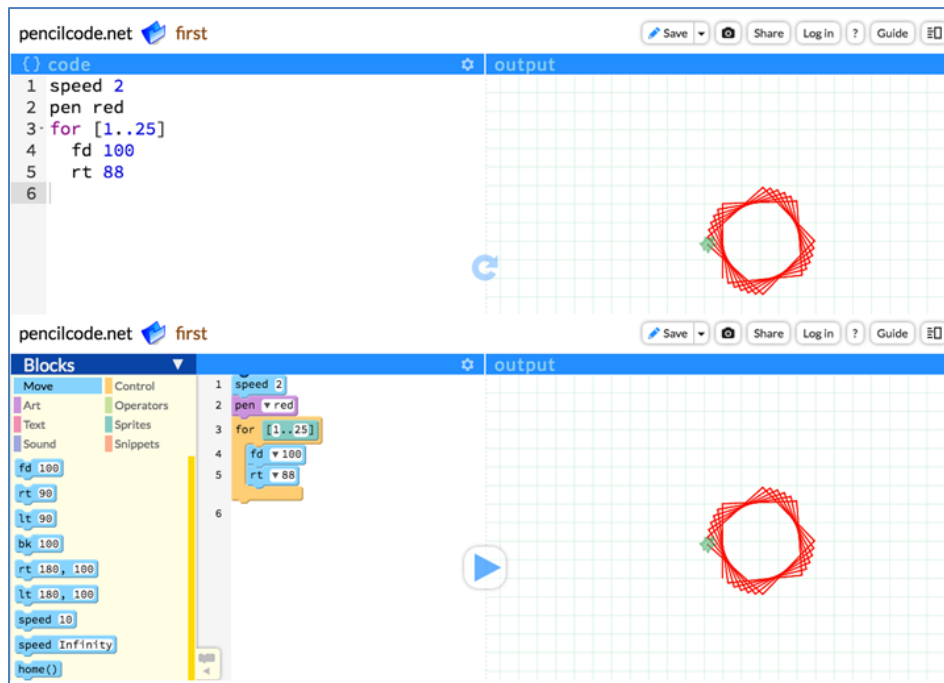 pencilcode.net first Save Share Log in ? Guide
{} code output
1 speed 2
2 pen red
3 for [1..25]
4 fd 100
5 rt 88
6
pencilcode.net first Save Share Log in ? Guide
Blocks output
Move Control
Art Operators
Text Sprites
Sound Snippets
fd 100
rt 90
lt 90
bk 100
rt 180, 100
lt 180, 100
speed 10
speed Infinity
home()
1 speed 2
2 pen red
3 for [1..25]
4 fd 100
5 rt 88
6